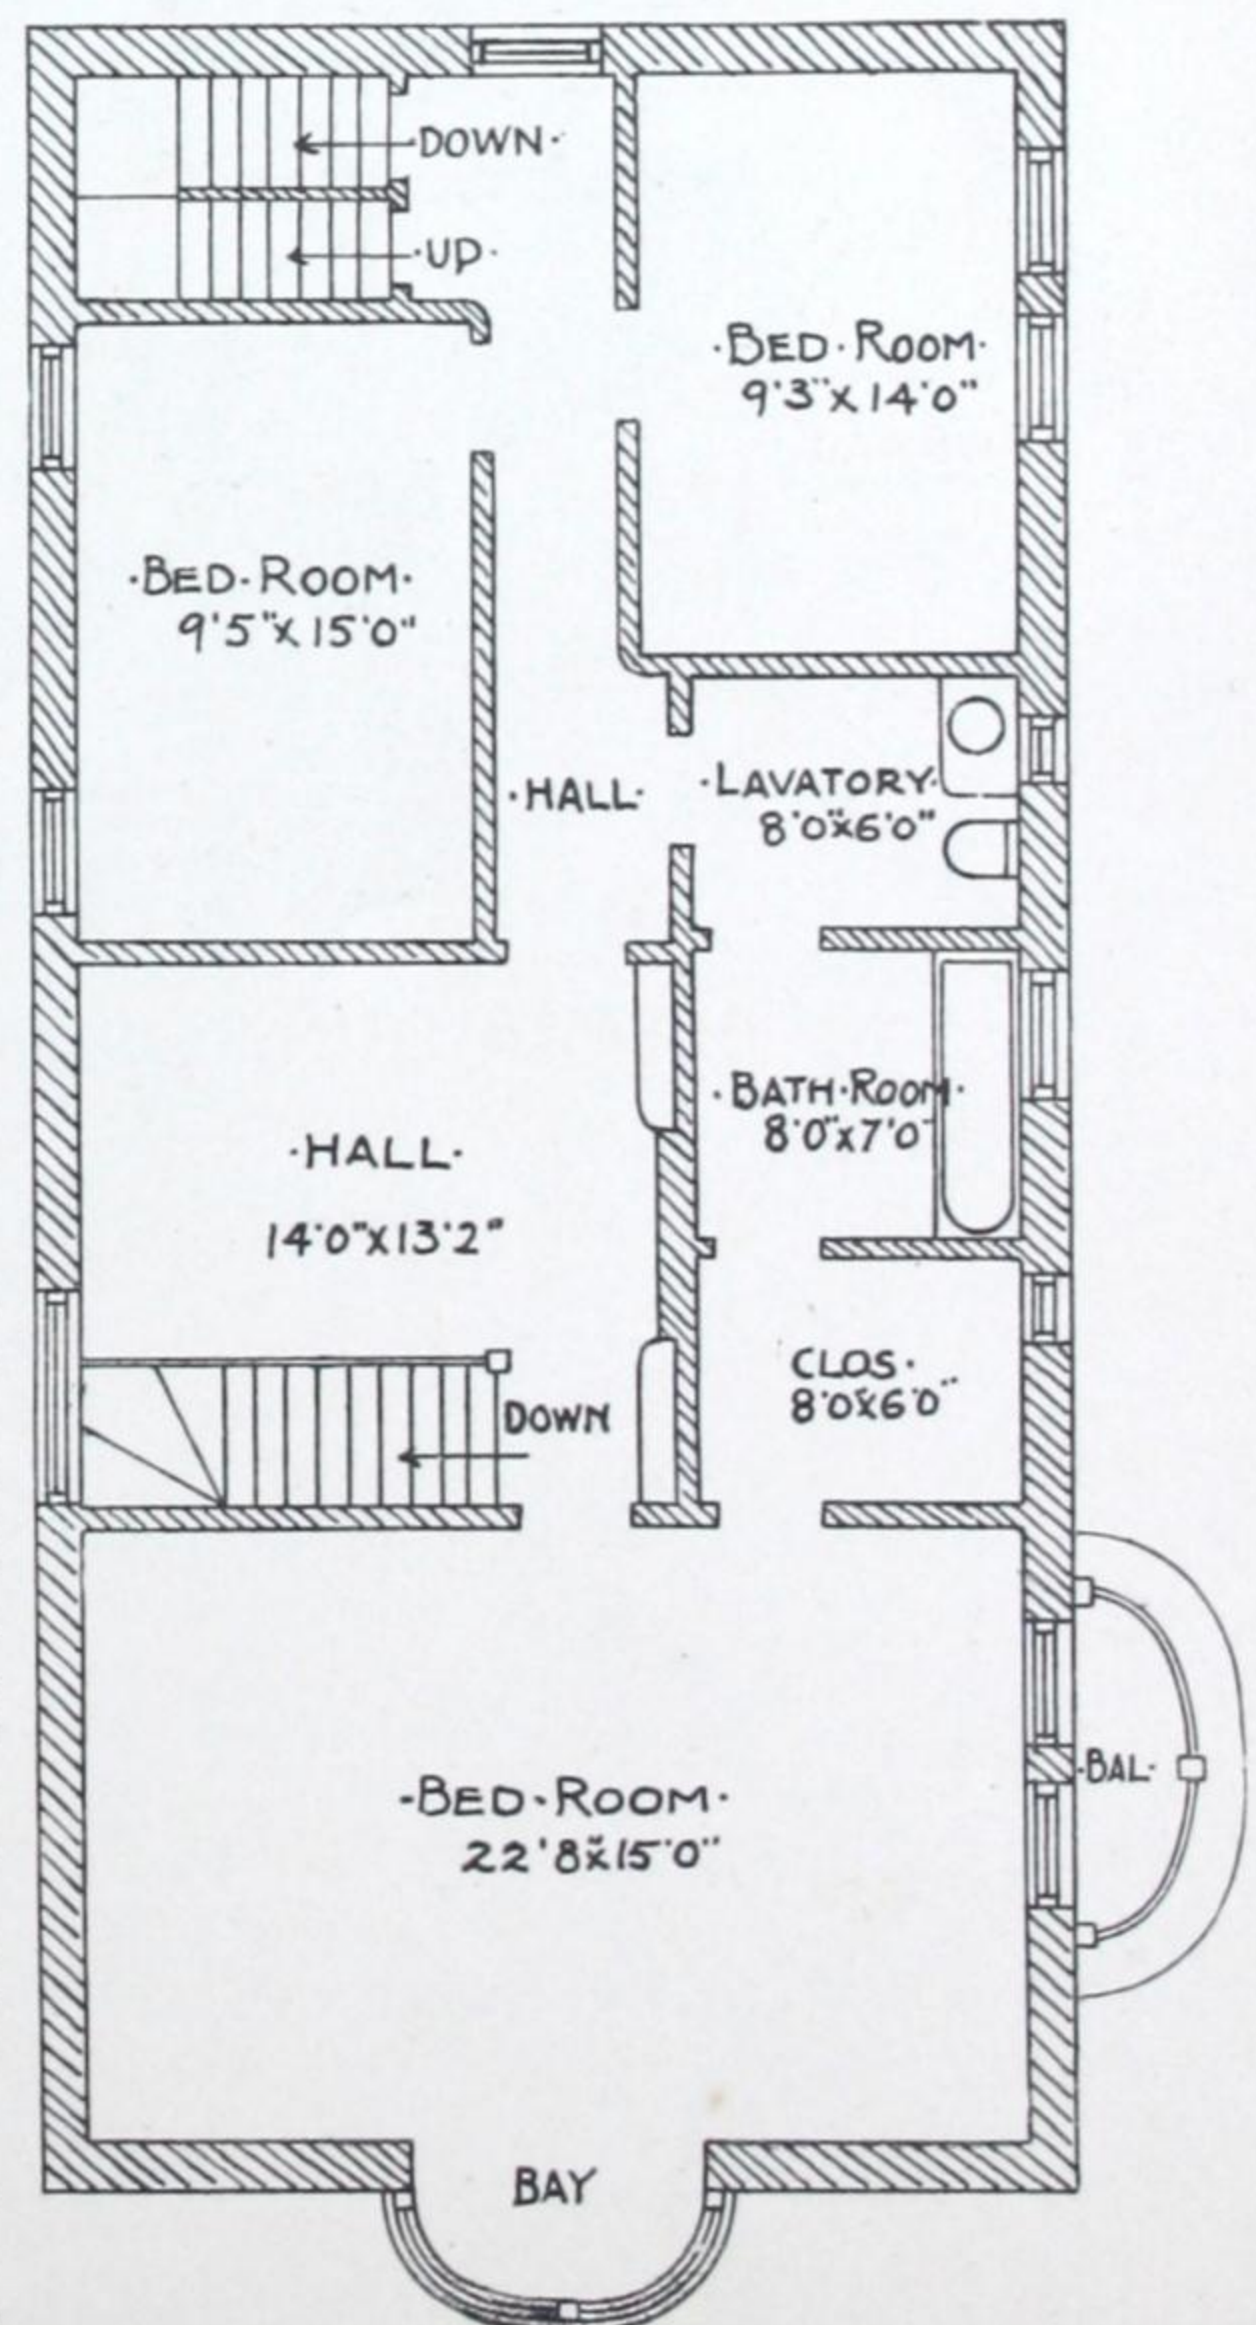 ·DOWN·
·UP·
·BED·ROOM·
9'3"x14'0"
·BED·ROOM·
9'5"x15'0"
·HALL·
·LAVATORY·
8'0"x6'0"
·BATH·ROOM·
8'0"x7'0"
·HALL·
14'0"x13'2"
CLOS·
8'0x6'0"
DOWN
·BED·ROOM·
22'8"x15'0"
·BAL·
BAY